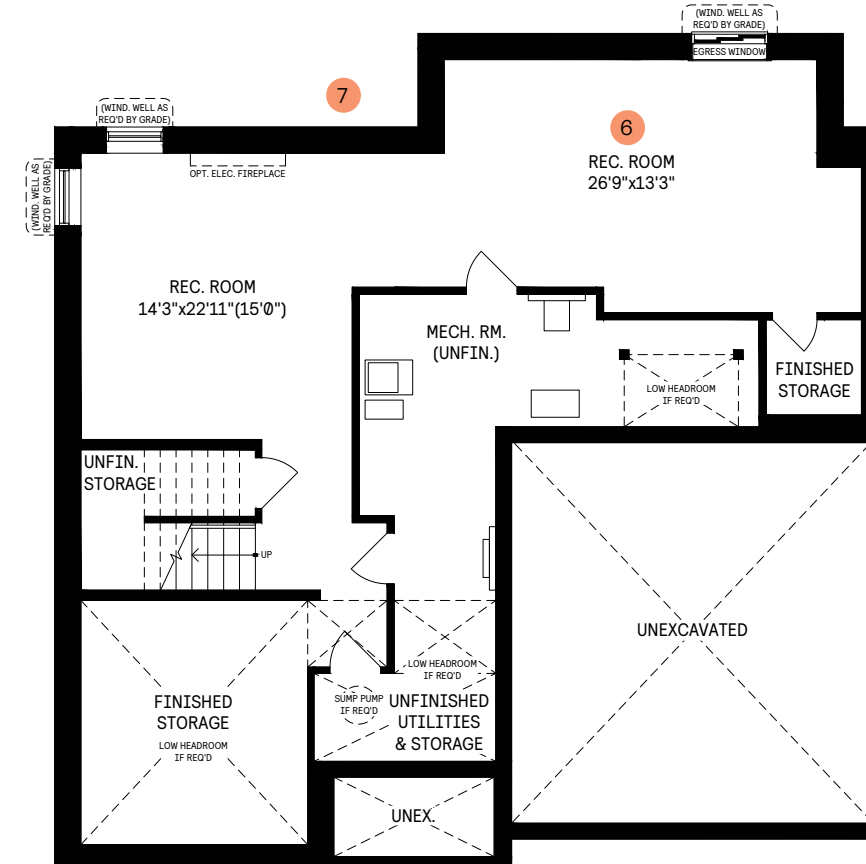 (WIND. WELL AS
REQ'D BY GRADE)
EGRESS WINDOW
7
(WIND. WELL AS
REQ'D BY GRADE)
6
REC. ROOM
26'9"x13'3"
(WIND. WELL AS
REQ'D BY GRADE)
OPT. ELEC. FIREPLACE
REC. ROOM
14'3"x22'11"(15'0")
MECH. RM.
(UNFIN.)
LOW HEADROOM
IF REQ'D
FINISHED
STORAGE
UNFIN.
STORAGE
UP
UNEXCAVATED
LOW HEADROOM
IF REQ'D
SUMP PUMP
IF REQ'D
UNFINISHED
UTILITIES
& STORAGE
FINISHED
STORAGE
LOW HEADROOM
IF REQ'D
UNEX.